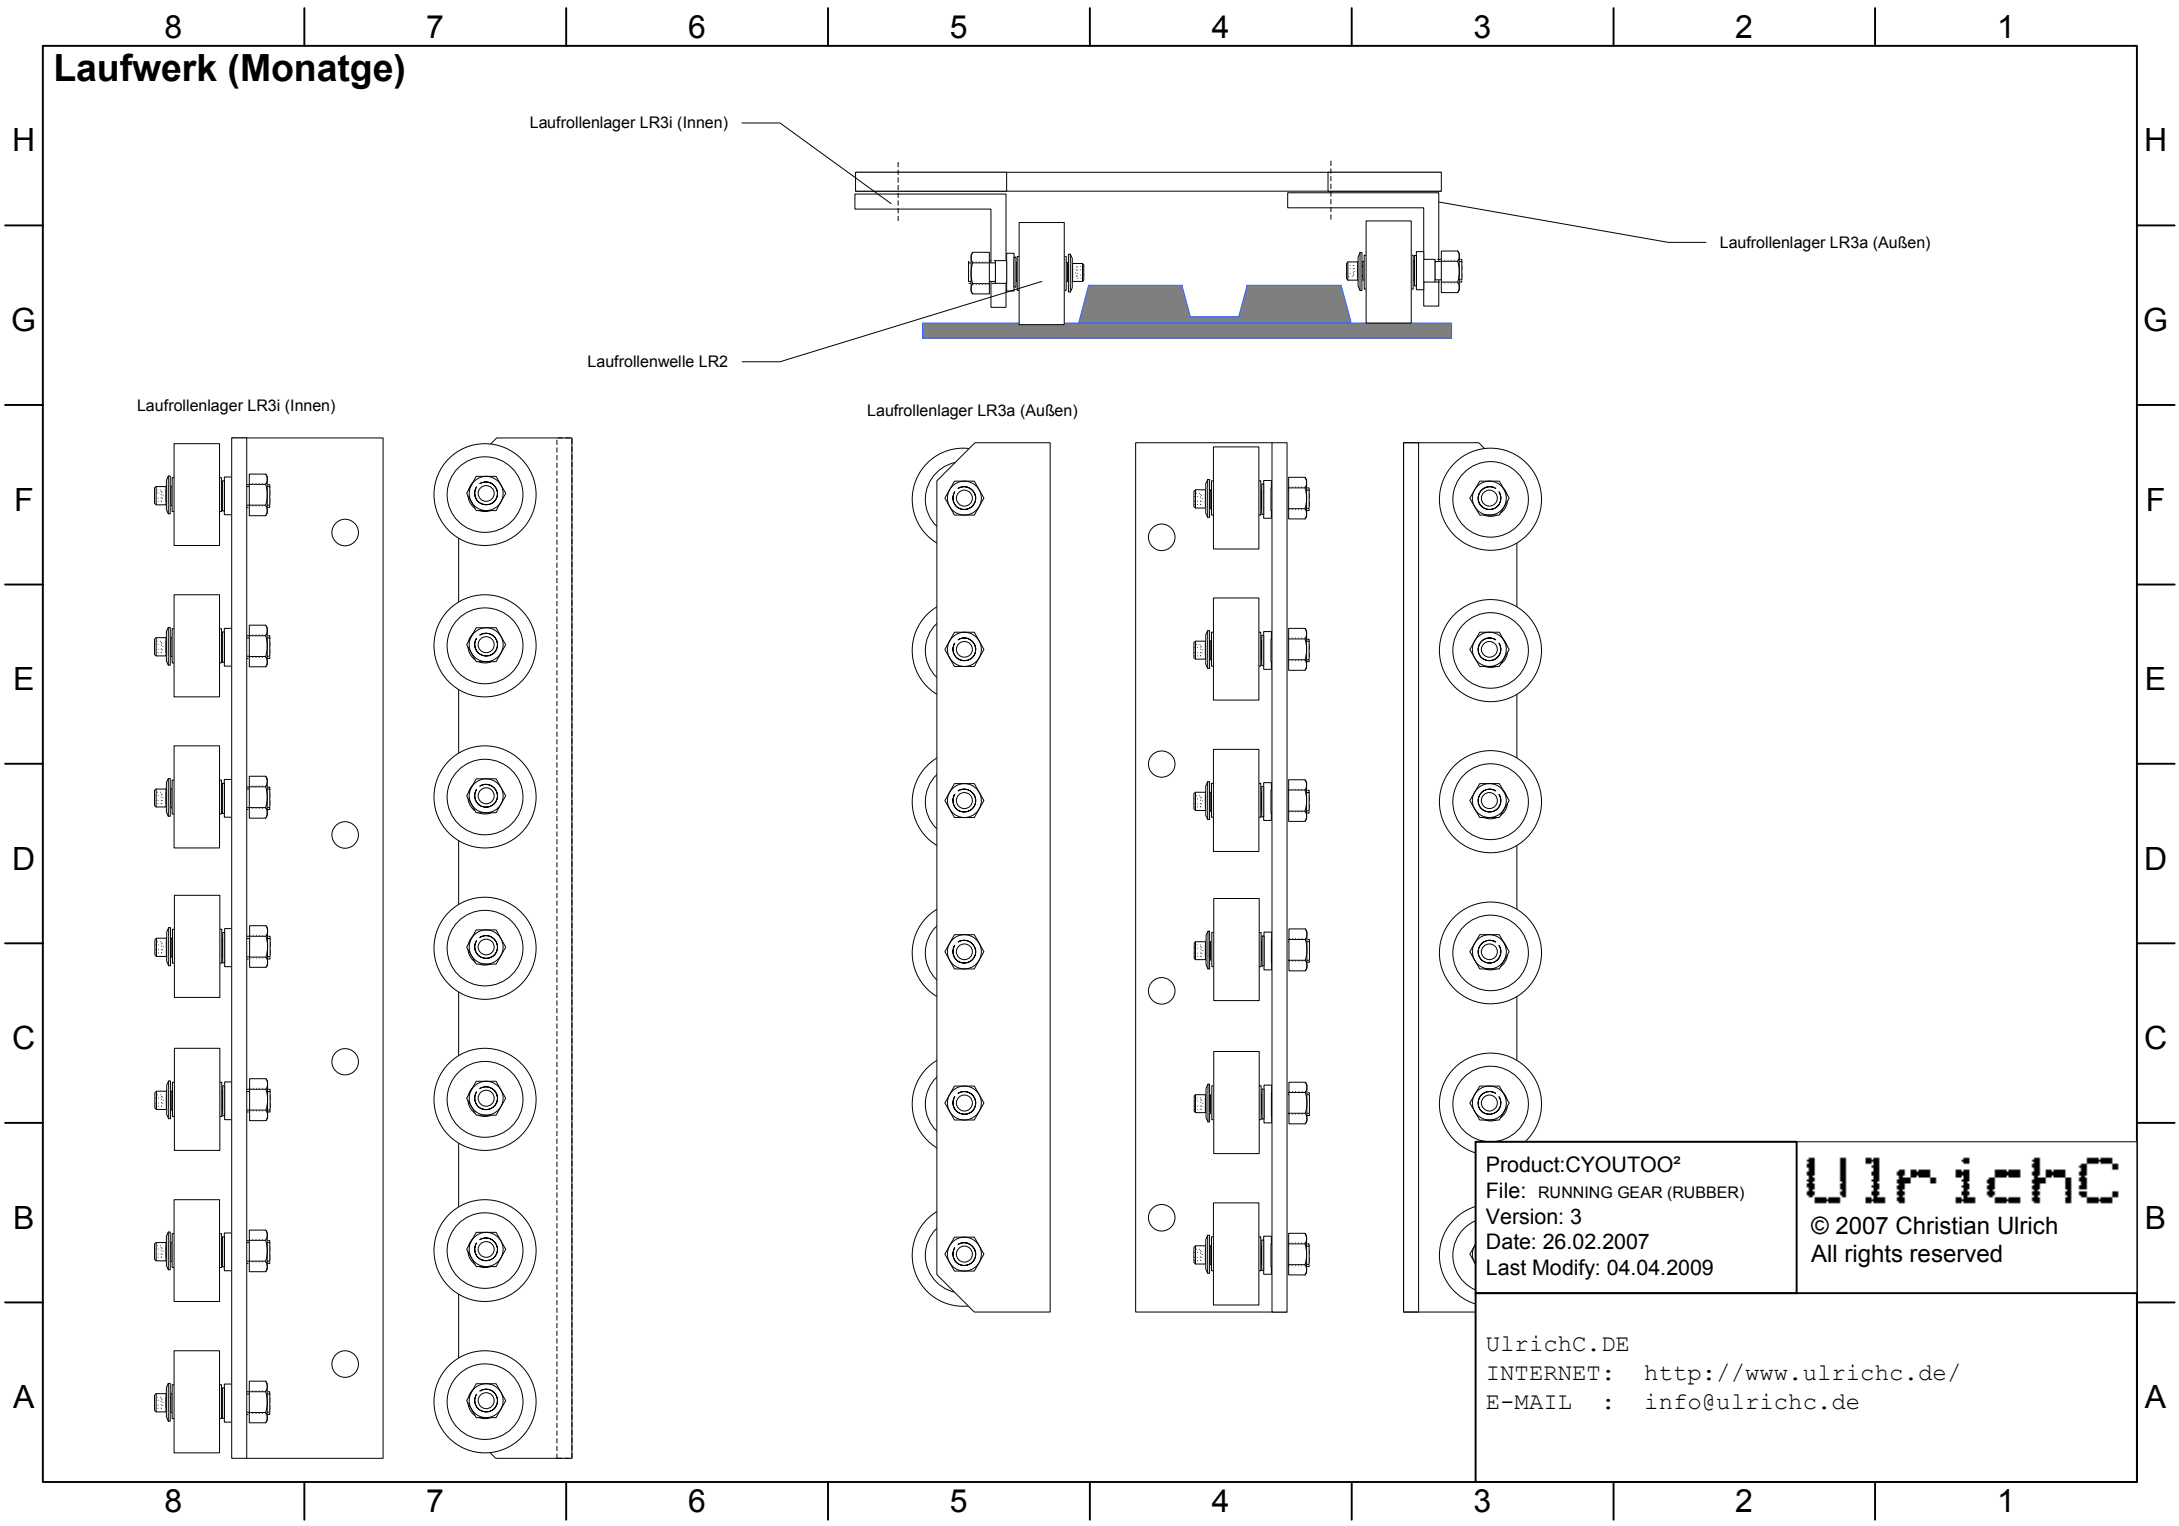 8 7 6 5 4 3 2 1
Laufwerk (Monatge)
Laufrollenlager LR3i (Innen)
H H
Laufrollenlager LR3a (Außen)
G G
Laufrollenwelle LR2
Laufrollenlager LR3i (Innen)
Laufrollenlager LR3a (Außen)
F F
E E
D D
C C
Product:CYOUTOO²
File: RUNNING GEAR (RUBBER)
Version: 3
Date: 26.02.2007
Last Modify: 04.04.2009
UlrichC
© 2007 Christian Ulrich
All rights reserved
B B
UlrichC.DE
INTERNET: http://www.ulrichc.de/
E-MAIL : info@ulrichc.de
A A
8 7 6 5 4 3 2 1